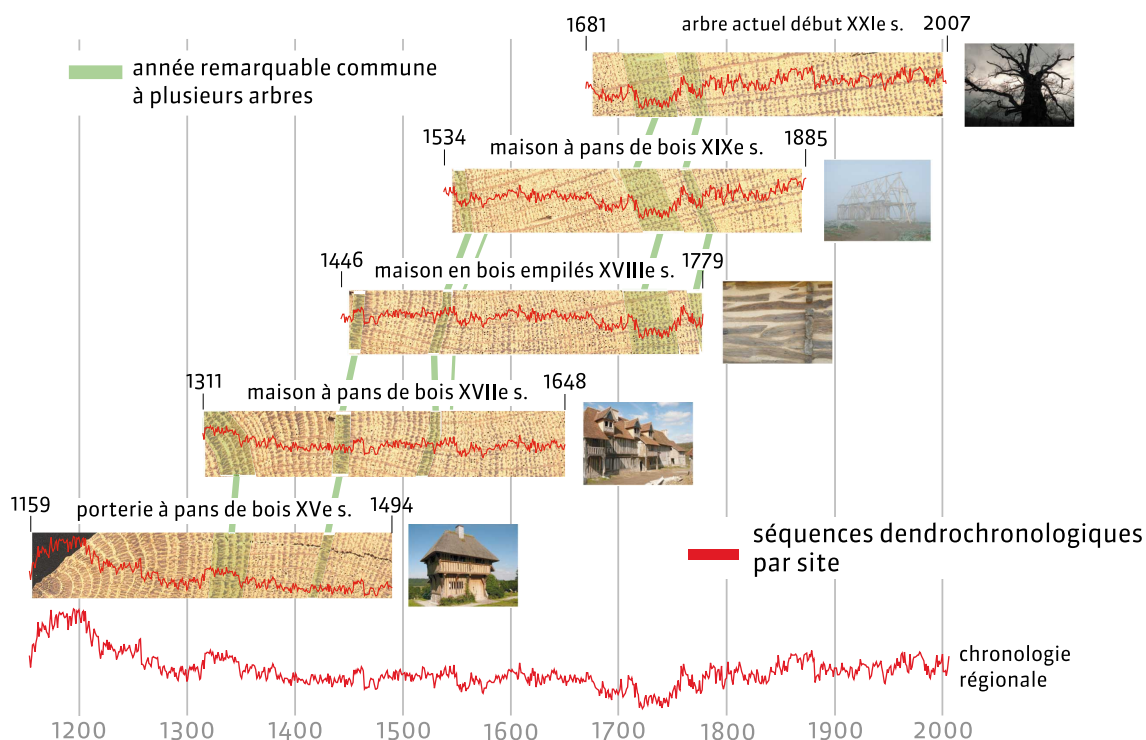 1681
arbre actuel début XXIe s.
2007
année remarquable commune
à plusieurs arbres
1534
maison à pans de bois XIXe s.
1885
1446
maison en bois empilés XVIIIe s.
1779
1311
maison à pans de bois XVIIe s.
1648
1159
porterie à pans de bois XVe s.
1494
séquences dendrochronologiques
par site
chronologie
régionale
1200 1300 1400 1500 1600 1700 1800 1900 2000